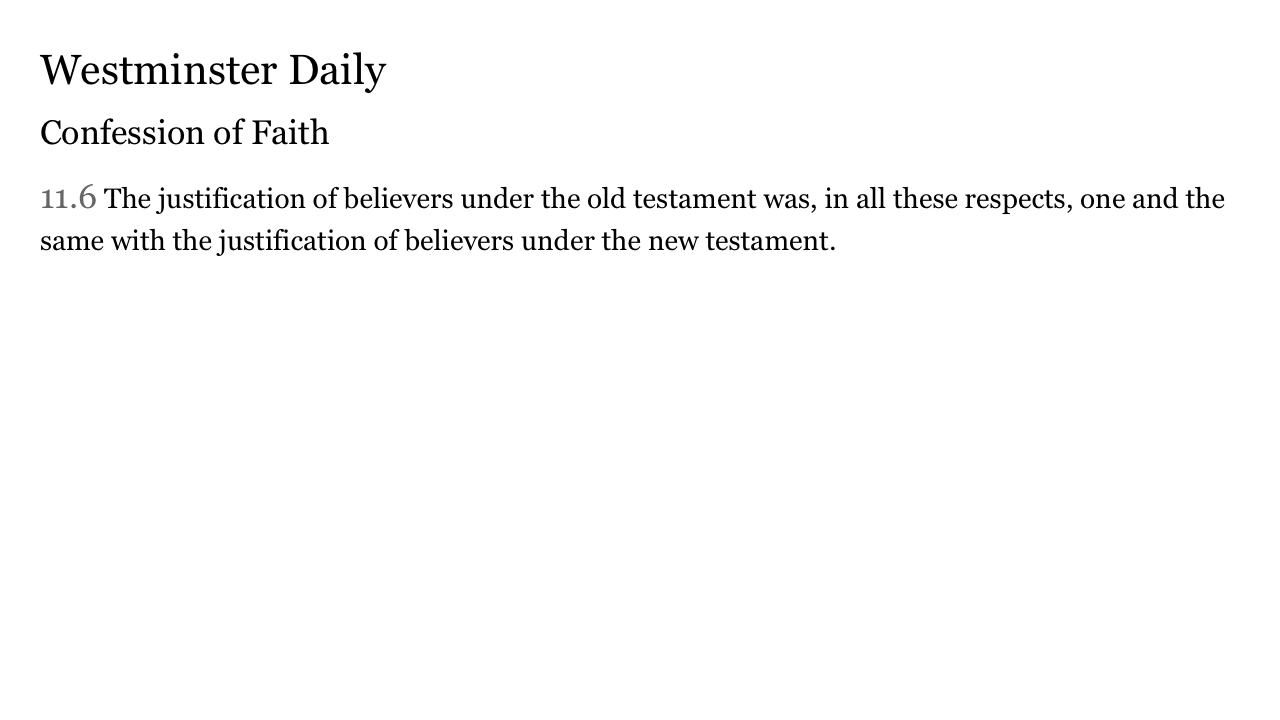 Westminster Daily
Confession of Faith
11.6 The justification of believers under the old testament was, in all these respects, one and the
same with the justification of believers under the new testament.